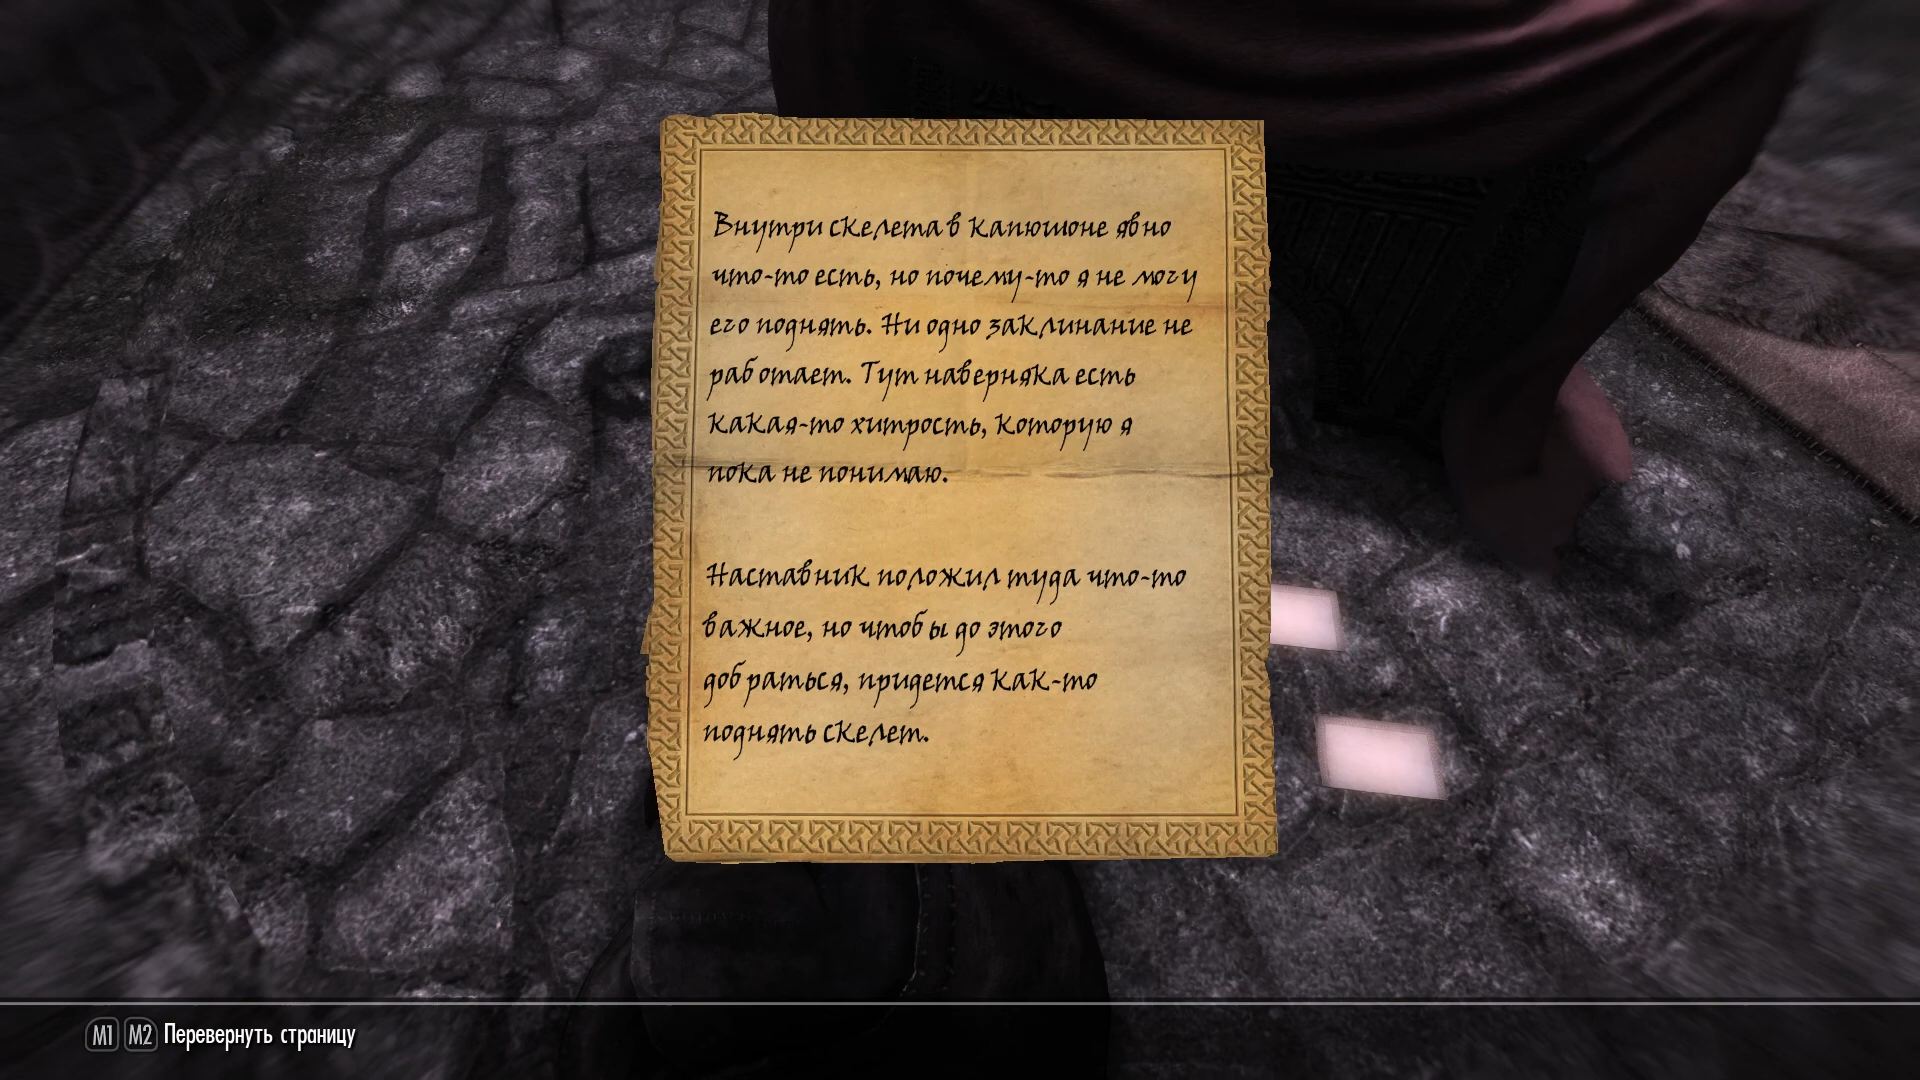 Внутри скелета в капюшоне явно
что-то есть, но почему-то я не могу
его поднять. Ни одно заклинание не
работает. Тут наверняка есть
какая-то хитрость, которую я
пока не понимаю.
Наставник положил туда что-то
важное, но чтобы до этого
добраться, придется как-то
поднять скелет.
M1 M2 Перевернуть страницу